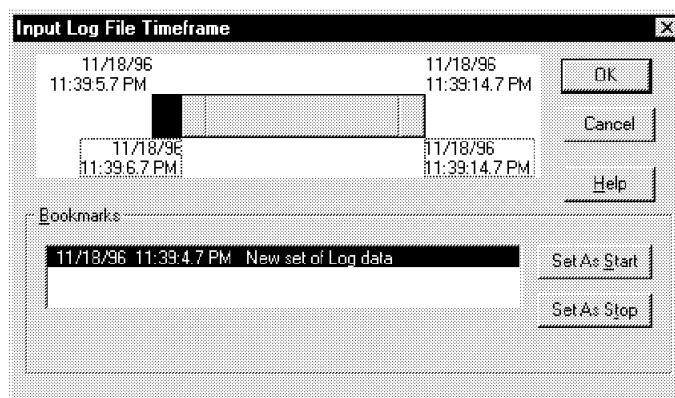 Input Log File Timeframe
11/18/96
11:39:5.7 PM
11/18/96
11:39:14.7 PM
OK
Cancel
11/18/96
11:39:6.7 PM
11/18/96
11:39:14.7 PM
Help
Bookmarks
11/18/96 11:39:4.7 PM New set of Log data
Set As Start
Set As Stop